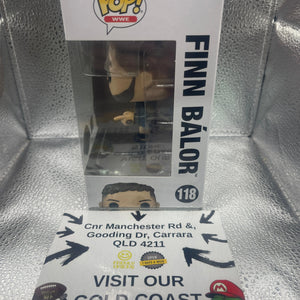 POP!
WWE
FINN BÁLOR
118
Cnr Manchester Rd &,
Gooding Dr, Carrara
QLD 4211
VISIT OUR
GOLD COAST